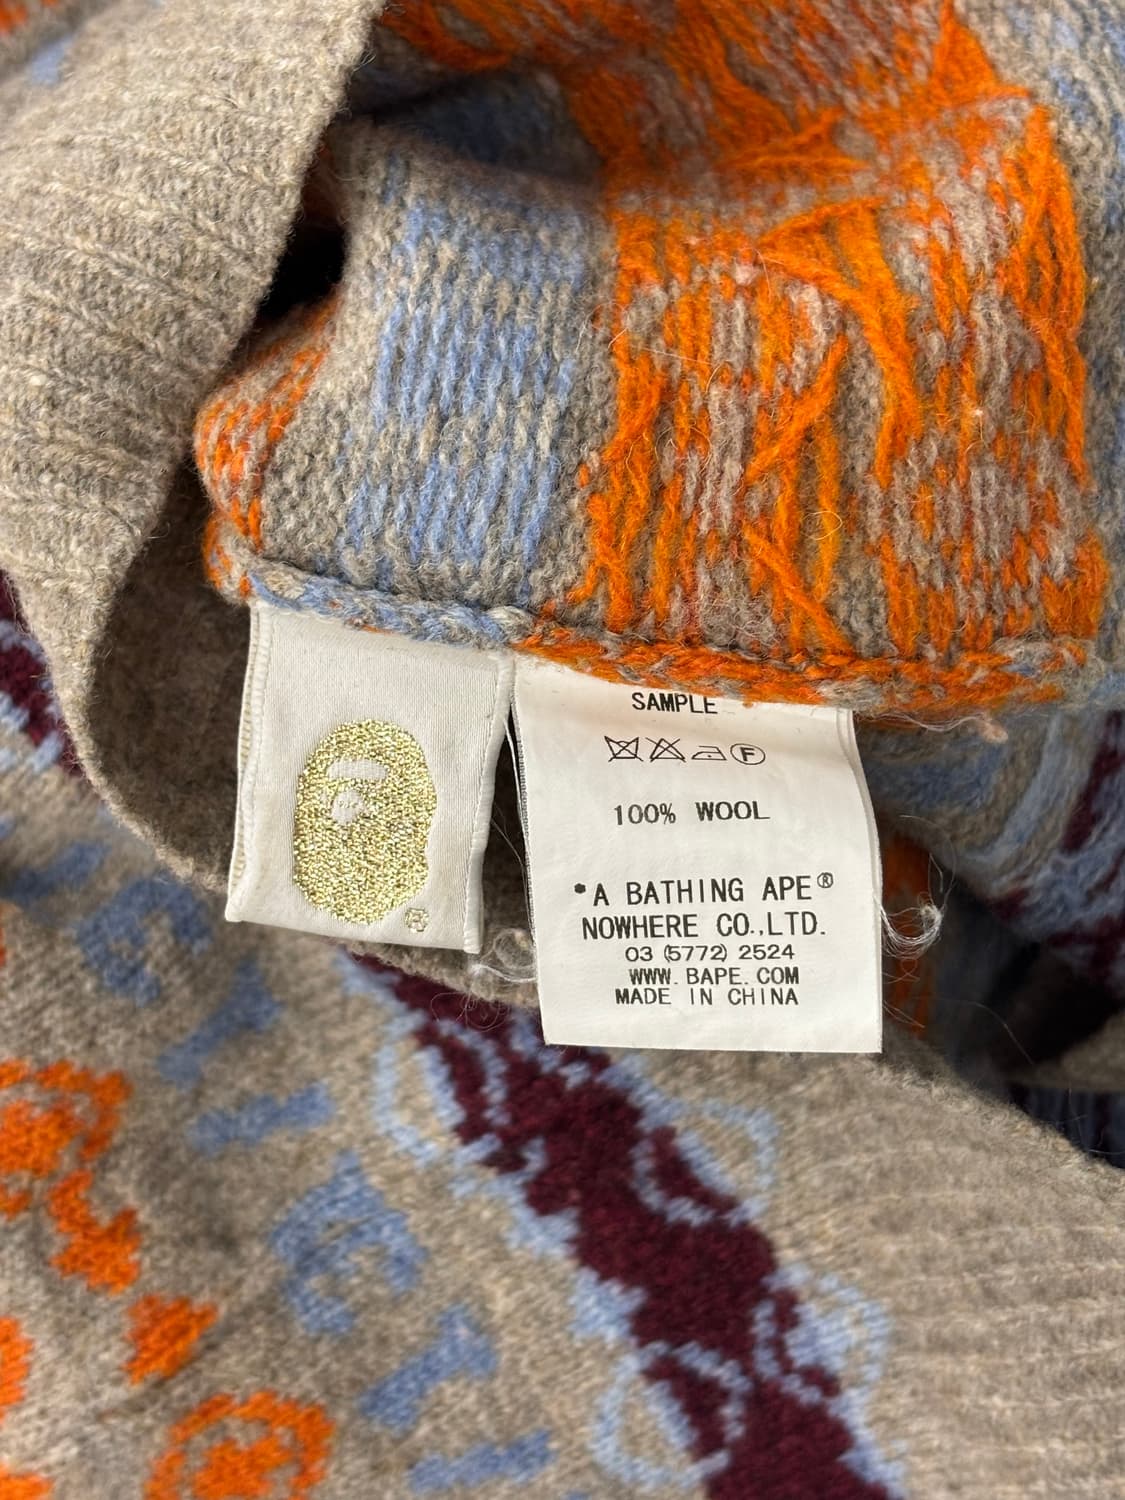 SAMPLE
Ⓕ
100% WOOL
*A BATHING APE®
NOWHERE CO.,LTD.
03 (5772) 2524
WWW.BAPE.COM
MADE IN CHINA
®